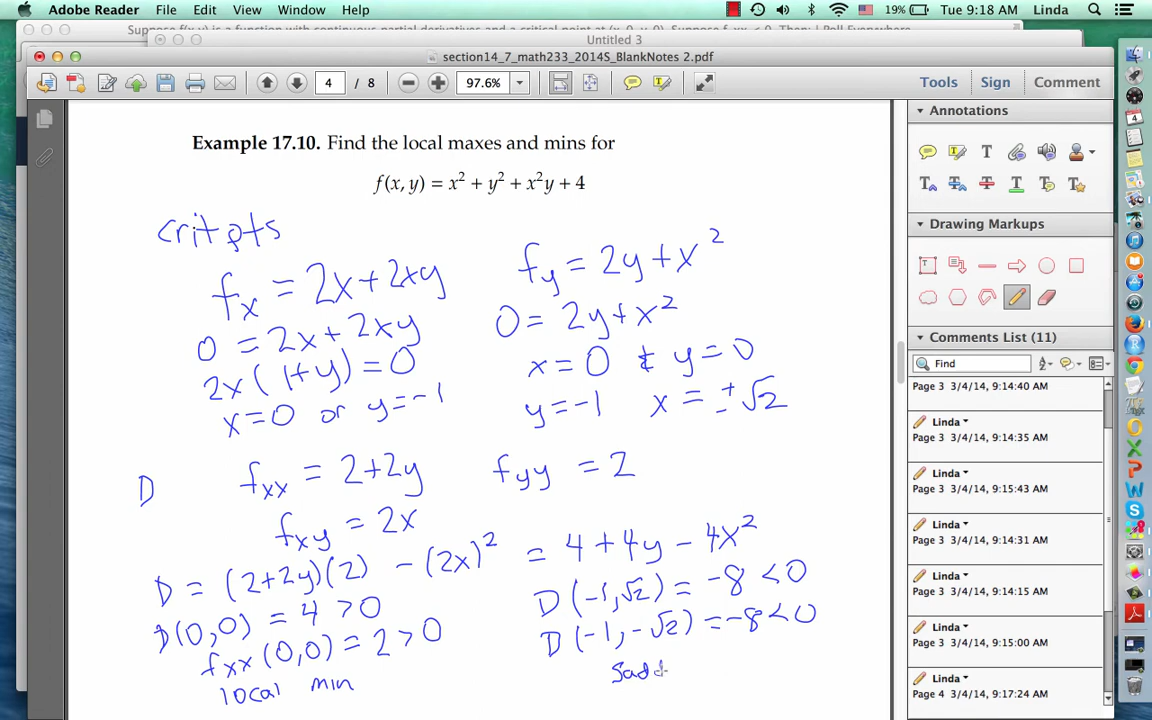 Adobe Reader File Edit View Window Help 19% Tue 9:18 AM Linda
Untitled 3
section14_7_math233_2014S_BlankNotes 2.pdf
4 / 8 97.6% Tools Sign Comment
Example 17.10. Find the local maxes and mins for
f(x, y) = x² + y² + x²y + 4
crit pts
f_x = 2x + 2xy
f_y = 2y + x²
0 = 2x + 2xy
0 = 2y + x²
2x(1+y) = 0
x = 0 & y = 0
x = 0 or y = -1
y = -1 x = ±√2
D
f_xx = 2+2y
f_yy = 2
f_xy = 2x
D = (2+2y)(2) - (2x)² = 4 + 4y - 4x²
D(0,0) = 4 > 0
D(-1,√2) = -8 < 0
f_xx(0,0) = 2 > 0
D(-1,-√2) = -8 < 0
local min
Sadd
Annotations
Drawing Markups
Comments List (11)
Find
Page 3 3/4/14, 9:14:40 AM
Linda
Page 3 3/4/14, 9:14:35 AM
Linda
Page 3 3/4/14, 9:15:43 AM
Linda
Page 3 3/4/14, 9:14:31 AM
Linda
Page 3 3/4/14, 9:14:15 AM
Linda
Page 3 3/4/14, 9:15:00 AM
Linda
Page 4 3/4/14, 9:17:24 AM